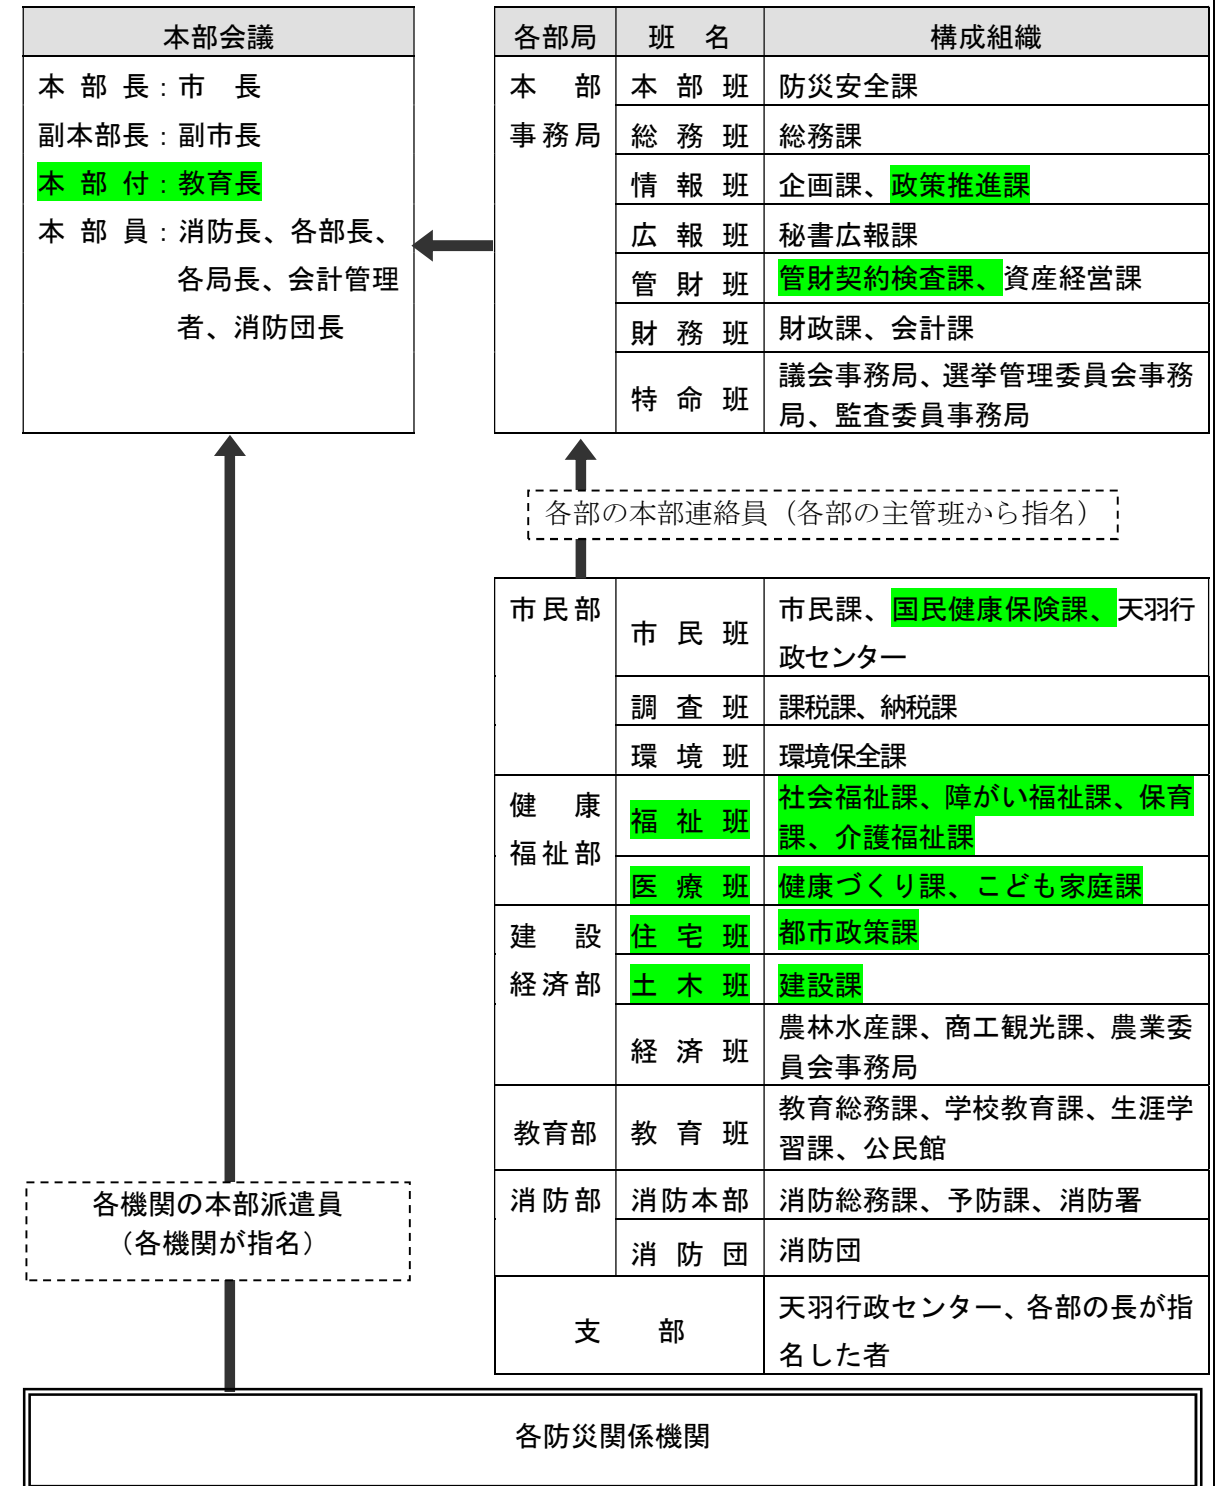 本部会議
本部長：市　長
副本部長：副市長
本部付：教育長
本部員：消防長、各部長、
各局長、会計管理
者、消防団長
各部局 班　名 構成組織
本　部 本部班 防災安全課
事務局 総務班 総務課
情報班 企画課、政策推進課
広報班 秘書広報課
管財班 管財契約検査課、資産経営課
財務班 財政課、会計課
特命班 議会事務局、選挙管理委員会事務
局、監査委員事務局
各部の本部連絡員（各部の主管班から指名）
市民部 市民班 市民課、国民健康保険課、天羽行
政センター
調査班 課税課、納税課
環境班 環境保全課
健　康
福祉部
福祉班 社会福祉課、障がい福祉課、保育
課、介護福祉課
医療班 健康づくり課、こども家庭課
建　設 住宅班 都市政策課
経済部 土木班 建設課
経済班 農林水産課、商工観光課、農業委
員会事務局
教育部 教育班 教育総務課、学校教育課、生涯学
習課、公民館
消防部 消防本部 消防総務課、予防課、消防署
消防団 消防団
支　部 天羽行政センター、各部の長が指
名した者
各機関の本部派遣員
（各機関が指名）
各防災関係機関